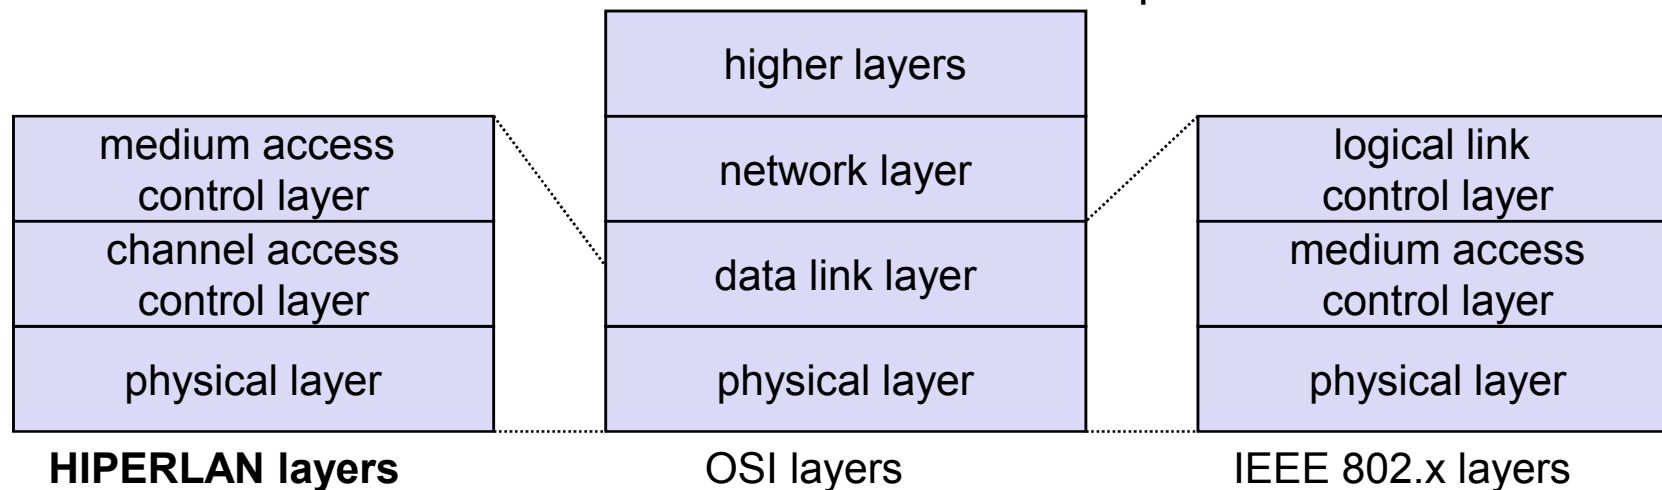 higher layers
medium access
control layer
channel access
control layer
physical layer
HIPERLAN layers
network layer
data link layer
physical layer
OSI layers
logical link
control layer
medium access
control layer
physical layer
IEEE 802.x layers